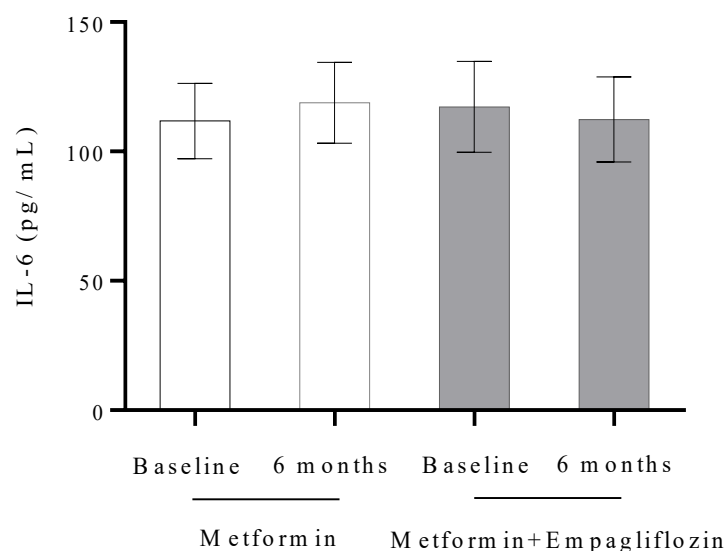 150
100
50
0
IL-6 (pg/mL)
Baseline 6 months Baseline 6 months
Metformin Metformin+Empagliflozin